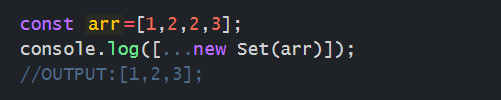 const arr=[1,2,2,3];
console.log([...new Set(arr)]);
//OUTPUT:[1,2,3];